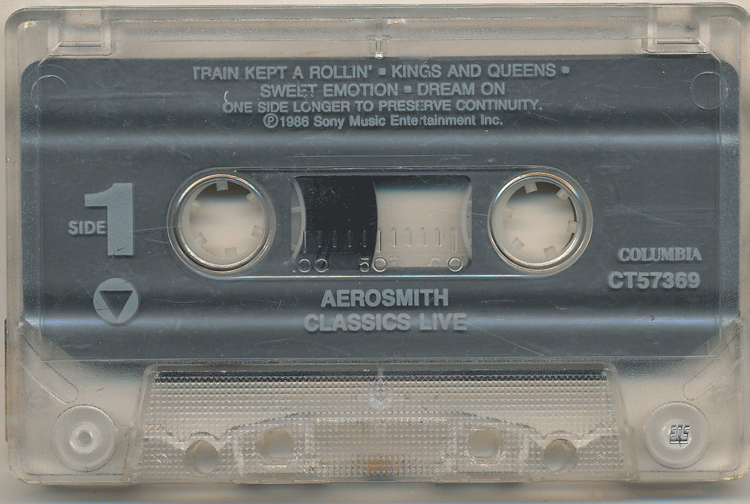 TRAIN KEPT A ROLLIN' ▪ KINGS AND QUEENS ▪
SWEET EMOTION ▪ DREAM ON
ONE SIDE LONGER TO PRESERVE CONTINUITY.
℗1986 Sony Music Entertainment Inc.
SIDE 1
100 50 0
COLUMBIA
CT57369
AEROSMITH
CLASSICS LIVE